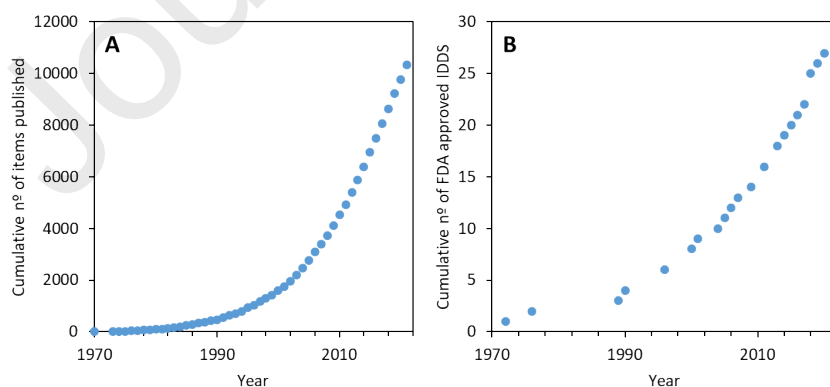 A
Cumulative nº of items published
12000
10000
8000
6000
4000
2000
0
1970
1990
2010
Year
B
Cumulative nº of FDA approved IDDS
30
25
20
15
10
5
0
1970
1990
2010
Year
Jou